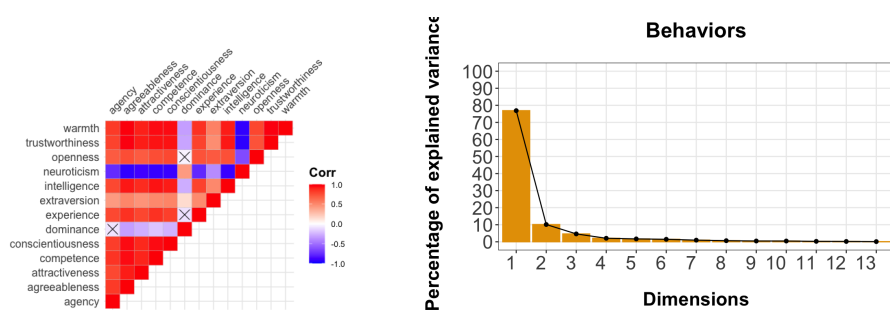 agency
agreeableness
attractiveness
competence
conscientiousness
dominance
experience
extraversion
intelligence
neuroticism
openness
trustworthiness
warmth
warmth
trustworthiness
openness
neuroticism
intelligence
extraversion
experience
dominance
conscientiousness
competence
attractiveness
agreeableness
agency
Corr
1.0
0.5
0.0
-0.5
-1.0
Behaviors
Percentage of explained variance
100
90
80
70
60
50
40
30
20
10
0
1 2 3 4 5 6 7 8 9 10 11 12 13
Dimensions